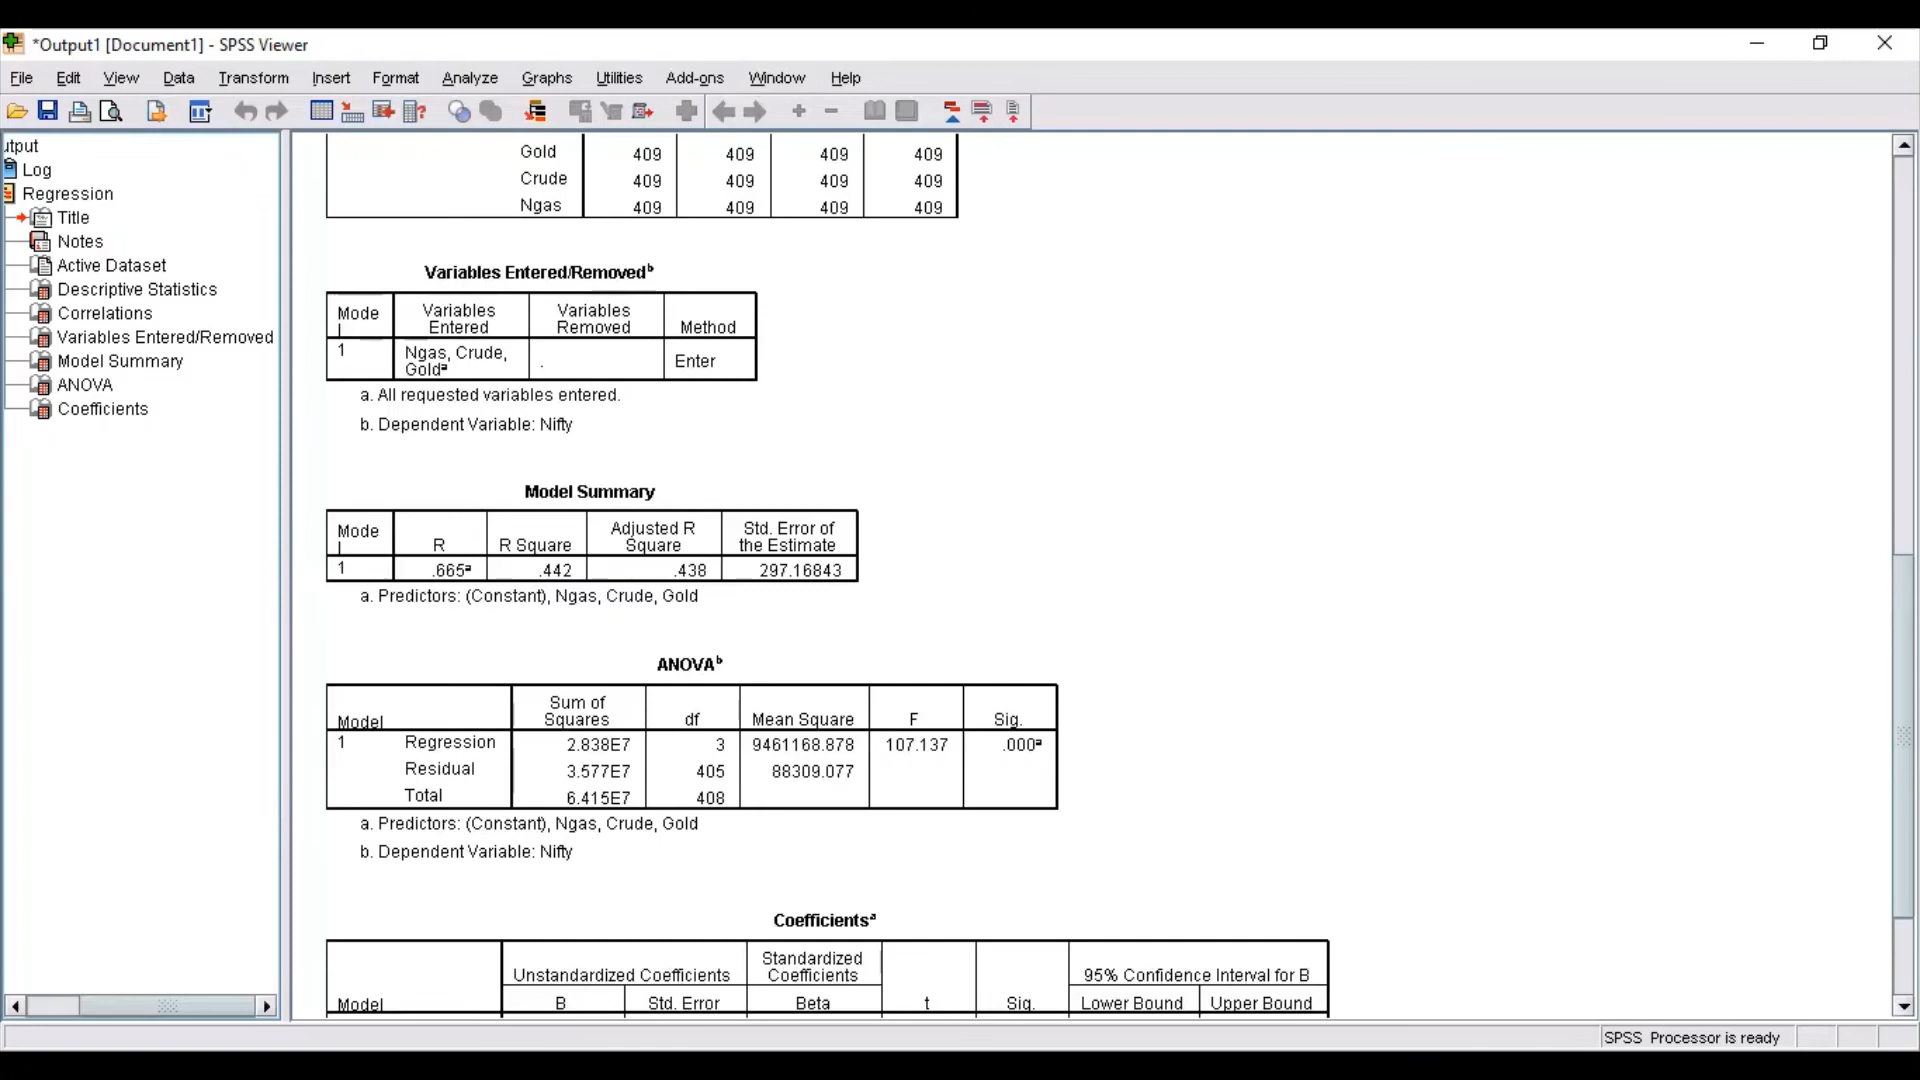 *Output1 [Document1] - SPSS Viewer
File Edit View Data Transform Insert Format Analyze Graphs Utilities Add-ons Window Help
utput
Log
Regression
Title
Notes
Active Dataset
Descriptive Statistics
Correlations
Variables Entered/Removed
Model Summary
ANOVA
Coefficients
Gold 409 409 409 409
Crude 409 409 409 409
Ngas 409 409 409 409
Variables Entered/Removedb
Mode
l
Variables
Entered
Variables
Removed
Method
1 Ngas, Crude,
Golda
. Enter
a. All requested variables entered.
b. Dependent Variable: Nifty
Model Summary
Mode
l
R R Square
Adjusted R
Square
Std. Error of
the Estimate
1 .665a .442 .438 297.16843
a. Predictors: (Constant), Ngas, Crude, Gold
ANOVAb
Model
Sum of
Squares
df Mean Square F Sig.
1 Regression 2.838E7 3 9461168.878 107.137 .000a
Residual 3.577E7 405 88309.077
Total 6.415E7 408
a. Predictors: (Constant), Ngas, Crude, Gold
b. Dependent Variable: Nifty
Coefficientsa
Model
Unstandardized Coefficients
Standardized
Coefficients
t Sig.
95% Confidence Interval for B
B Std. Error Beta Lower Bound Upper Bound
SPSS Processor is ready